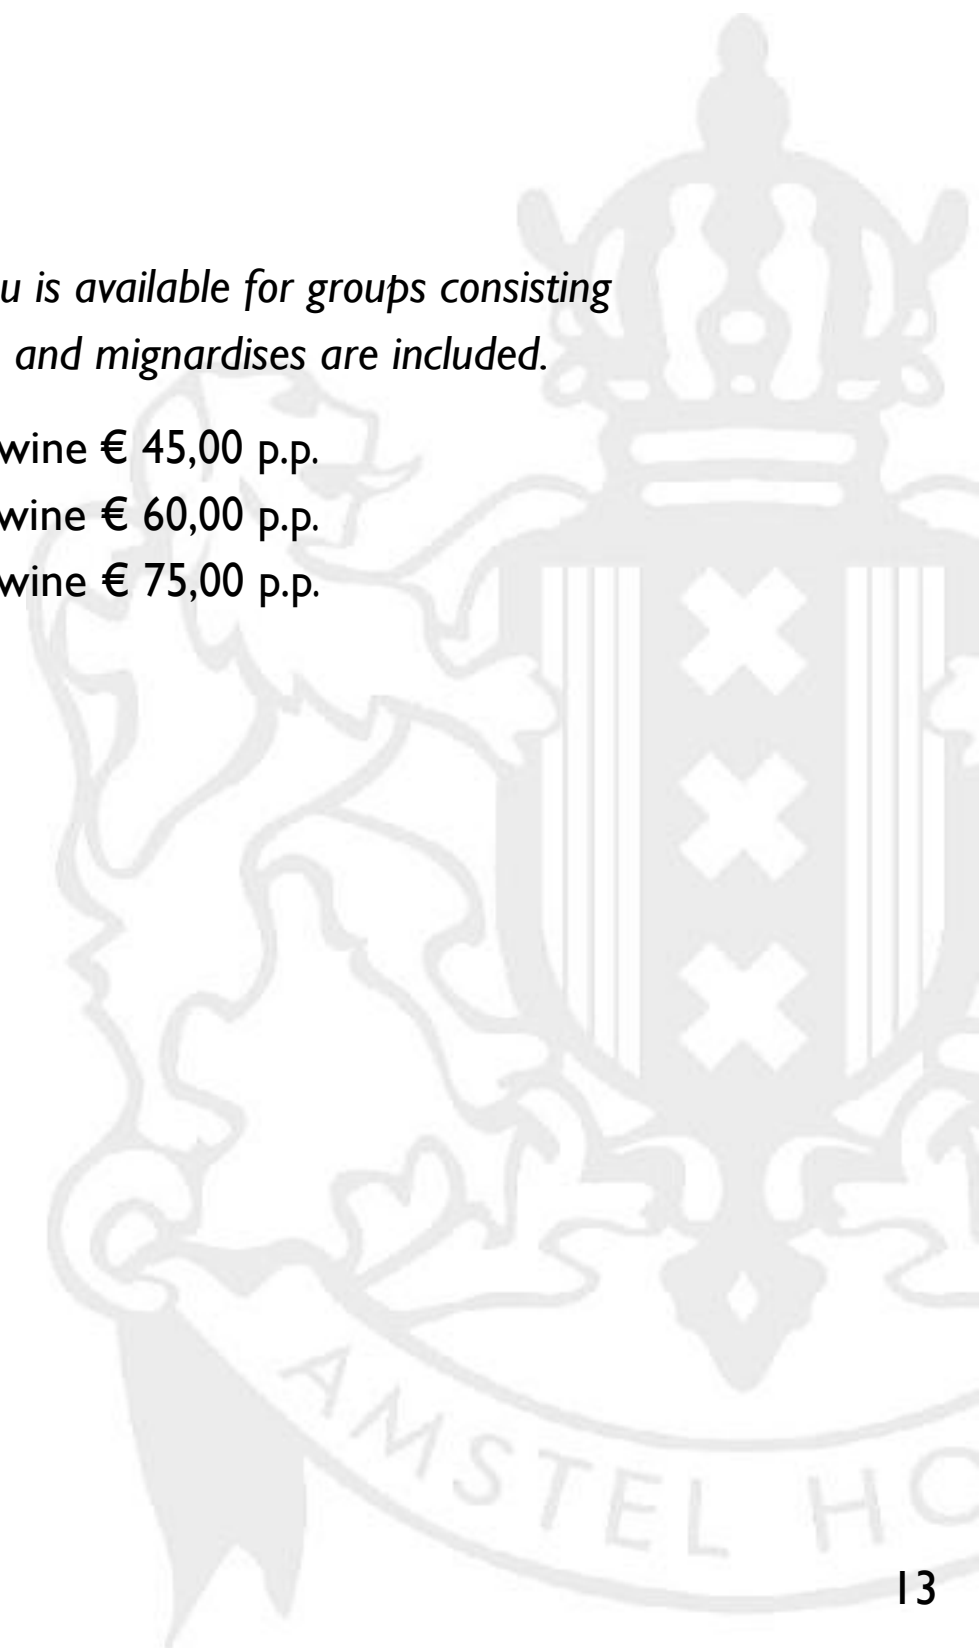 u is available for groups consisting
and mignardises are included.
wine € 45,00 p.p.
wine € 60,00 p.p.
wine € 75,00 p.p.
AMSTEL HO
13